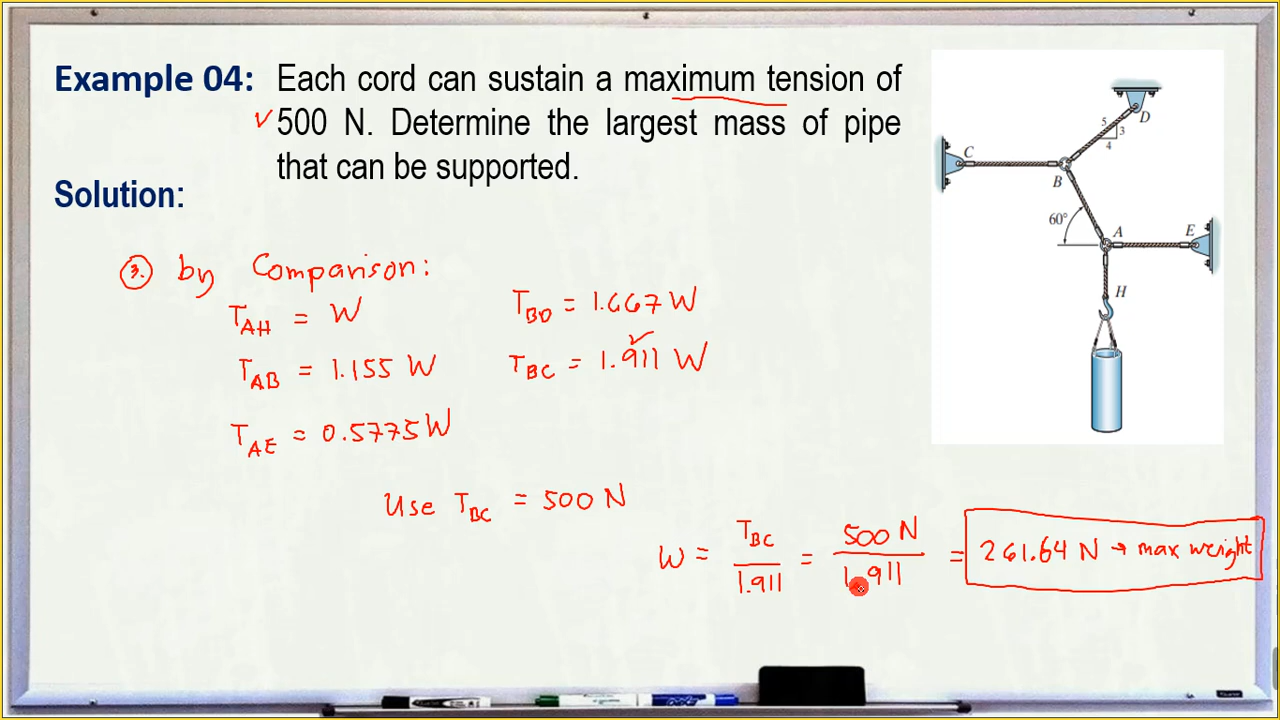 Example 04: Each cord can sustain a maximum tension of
✓500 N. Determine the largest mass of pipe
that can be supported.
Solution:
③. by Comparison:
T_AH = W
T_BD = 1.667 W
T_AB = 1.155 W
T_BC = 1.911 W ✓
T_AE = 0.5775 W
Use T_BC = 500 N
W = T_BC / 1.911 = 500 N / 1.911 = 261.64 N → max weight
D
5
3
4
C
B
60°
A
E
H